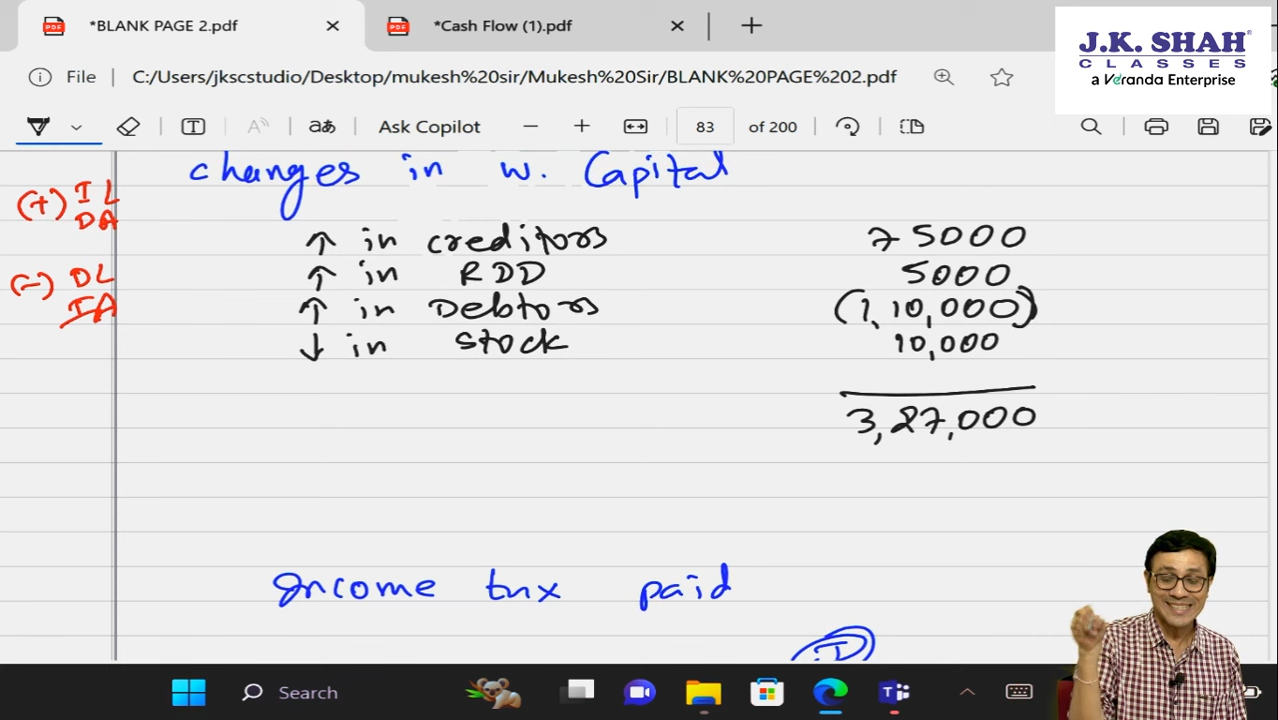 *BLANK PAGE 2.pdf
*Cash Flow (1).pdf
J.K. SHAH
CLASSES
a Veranda Enterprise
File C:/Users/jkscstudio/Desktop/mukesh%20sir/Mukesh%20Sir/BLANK%20PAGE%202.pdf
Ask Copilot 83 of 200
changes in w. Capital
(+) IL
DA
(-) DL
IA
↑ in creditors 75000
↑ in RDD 5000
↑ in Debtors (1,10,000)
↓ in stock 10,000
3,27,000
Income tax paid
Search